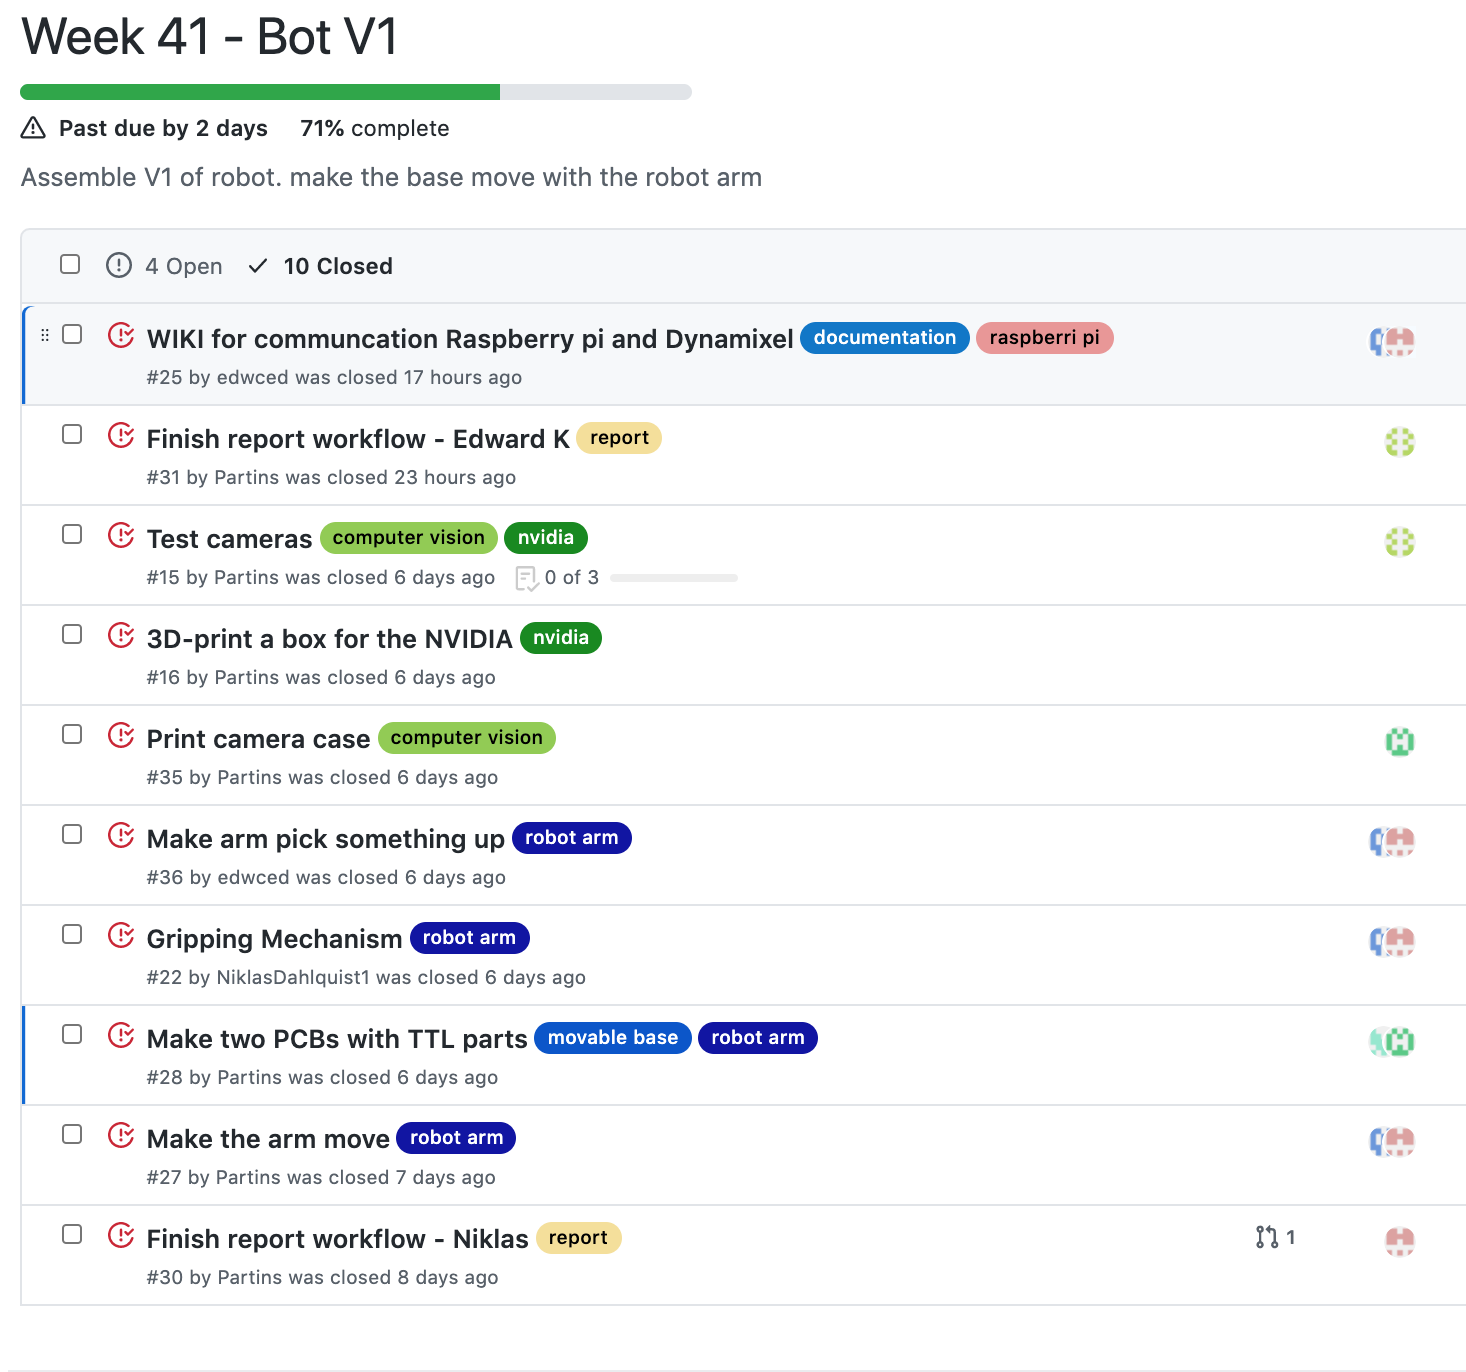 Week 41 - Bot V1
Past due by 2 days 71% complete
Assemble V1 of robot. make the base move with the robot arm
4 Open 10 Closed
WIKI for communcation Raspberry pi and Dynamixel documentation raspberri pi
#25 by edwced was closed 17 hours ago
Finish report workflow - Edward K report
#31 by Partins was closed 23 hours ago
Test cameras computer vision nvidia
#15 by Partins was closed 6 days ago 0 of 3
3D-print a box for the NVIDIA nvidia
#16 by Partins was closed 6 days ago
Print camera case computer vision
#35 by Partins was closed 6 days ago
Make arm pick something up robot arm
#36 by edwced was closed 6 days ago
Gripping Mechanism robot arm
#22 by NiklasDahlquist1 was closed 6 days ago
Make two PCBs with TTL parts movable base robot arm
#28 by Partins was closed 6 days ago
Make the arm move robot arm
#27 by Partins was closed 7 days ago
Finish report workflow - Niklas report 1
#30 by Partins was closed 8 days ago